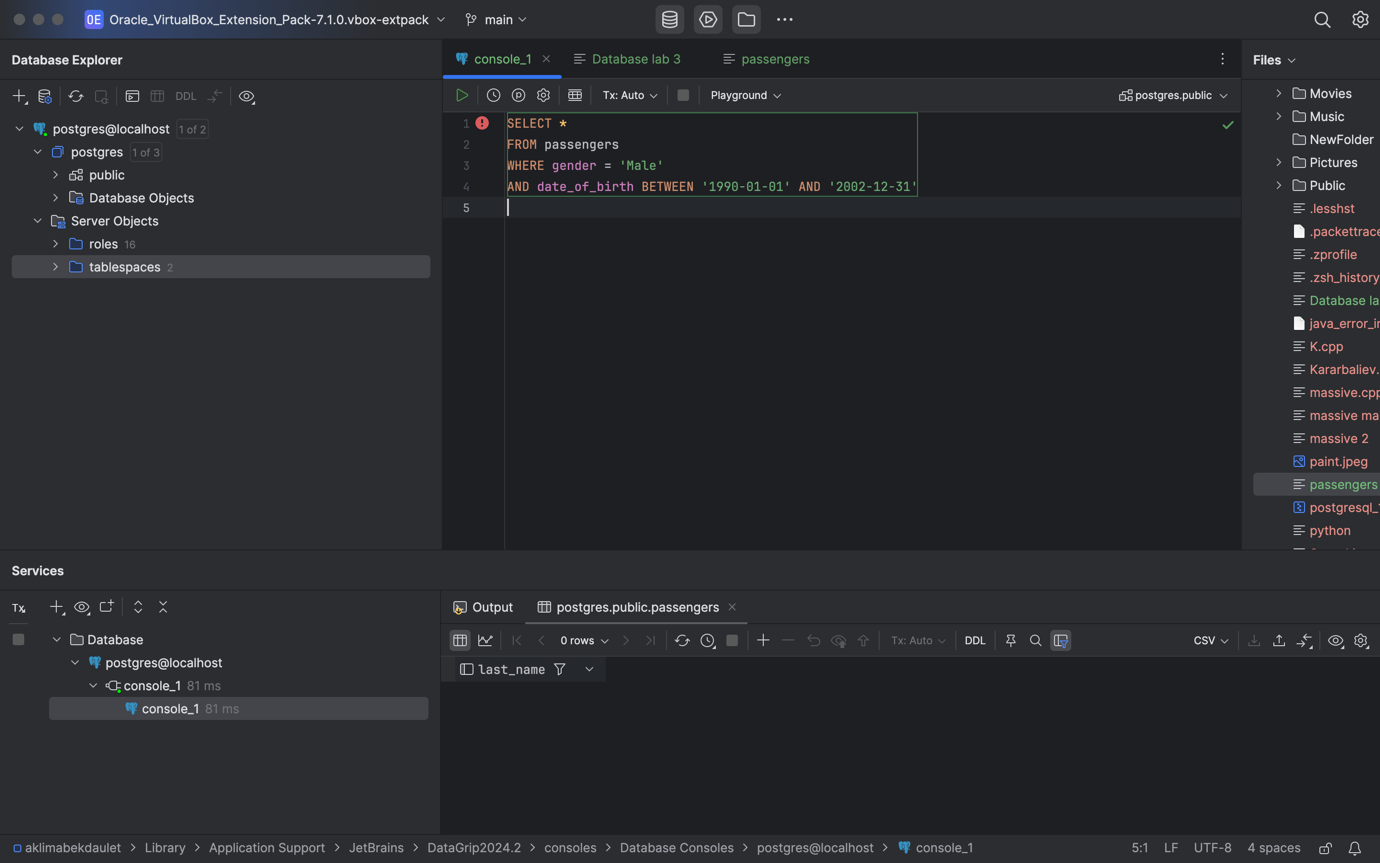 OE Oracle_VirtualBox_Extension_Pack-7.1.0.vbox-extpack main
Database Explorer
DDL
postgres@localhost 1 of 2
postgres 1 of 3
public
Database Objects
Server Objects
roles 16
tablespaces 2
console_1 Database lab 3 passengers
Tx: Auto Playground postgres.public
1 SELECT *
2 FROM passengers
3 WHERE gender = 'Male'
4 AND date_of_birth BETWEEN '1990-01-01' AND '2002-12-31'
5
Files
Movies
Music
NewFolder
Pictures
Public
.lesshst
.packettrace
.zprofile
.zsh_history
Database la
java_error_in
K.cpp
Kararbaliev.
massive.cpp
massive ma
massive 2
paint.jpeg
passengers
postgresql_
python
Services
Tx
Database
postgres@localhost
console_1 81 ms
console_1 81 ms
Output postgres.public.passengers
0 rows Tx: Auto DDL CSV
last_name
aklimabekdaulet Library Application Support JetBrains DataGrip2024.2 consoles Database Consoles postgres@localhost console_1 5:1 LF UTF-8 4 spaces